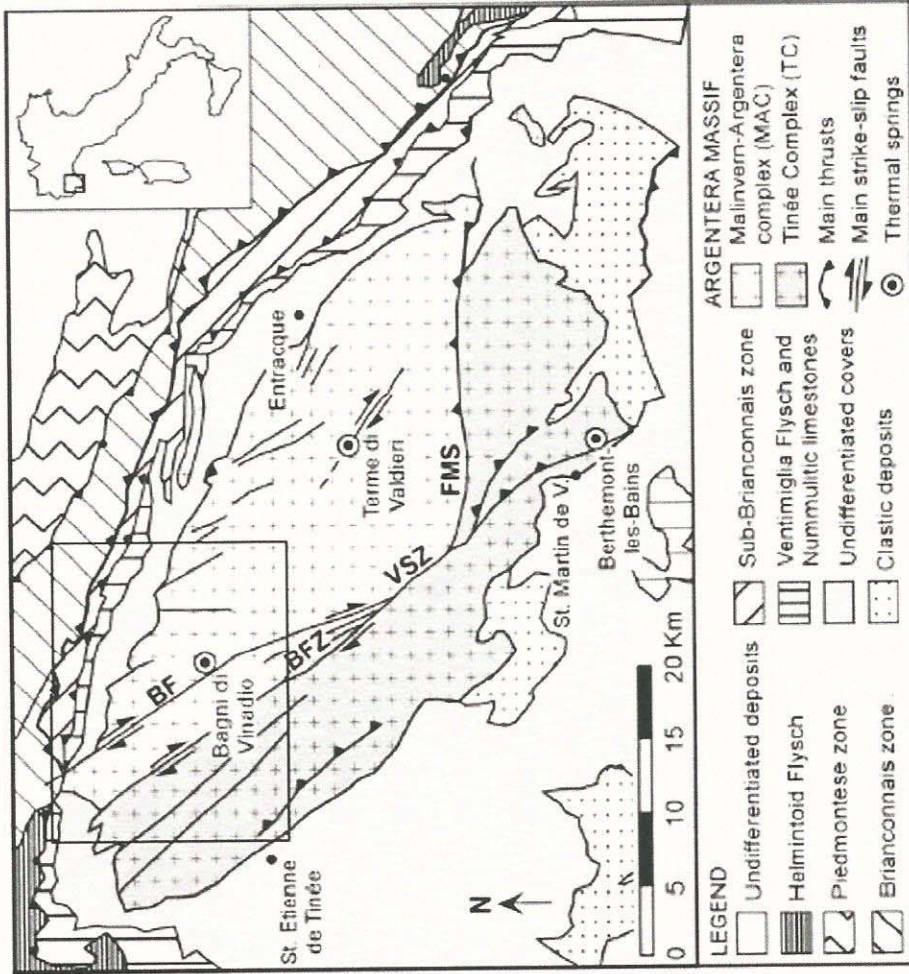 Entracque
Terme di
Valdieri
FMS
BF
Bagni di
Vinadio
BFZ
VSZ
St. Martin de V.
Berthemont-
les-Bains
St. Etienne
de Tinée
N
0 5 10 15 20 Km
LEGEND
Undifferentiated deposits
Helmintoid Flysch
Piedmontese zone
Brianconnais zone
Sub-Brianconnais zone
Ventimiglia Flysch and
Nummulitic limestones
Undifferentiated covers
Clastic deposits
ARGENTERA MASSIF
Malinvern-Argentera
complex (MAC)
Tinée Complex (TC)
Main thrusts
Main strike-slip faults
Thermal springs